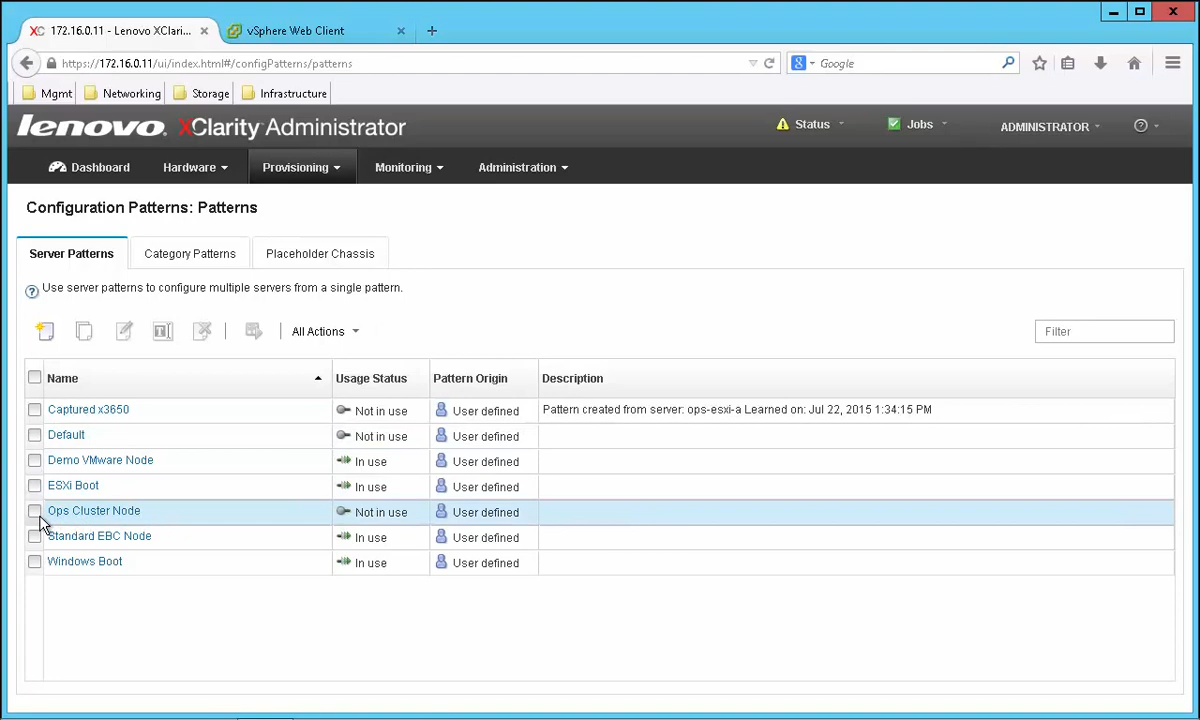 XC 172.16.0.11 - Lenovo XClari... × vSphere Web Client × +
https://172.16.0.11/ui/index.html#/configPatterns/patterns 8 Google
Mgmt Networking Storage Infrastructure
lenovo. XClarity Administrator Status Jobs ADMINISTRATOR ?
Dashboard Hardware Provisioning Monitoring Administration
Configuration Patterns: Patterns
Server Patterns Category Patterns Placeholder Chassis
? Use server patterns to configure multiple servers from a single pattern.
All Actions Filter
Name Usage Status Pattern Origin Description
Captured x3650 Not in use User defined Pattern created from server: ops-esxi-a Learned on: Jul 22, 2015 1:34:15 PM
Default Not in use User defined
Demo VMware Node In use User defined
ESXi Boot In use User defined
Ops Cluster Node Not in use User defined
Standard EBC Node In use User defined
Windows Boot In use User defined